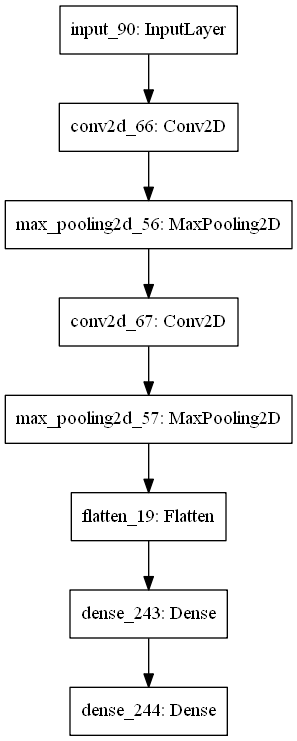 input_90: InputLayer
conv2d_66: Conv2D
max_pooling2d_56: MaxPooling2D
conv2d_67: Conv2D
max_pooling2d_57: MaxPooling2D
flatten_19: Flatten
dense_243: Dense
dense_244: Dense